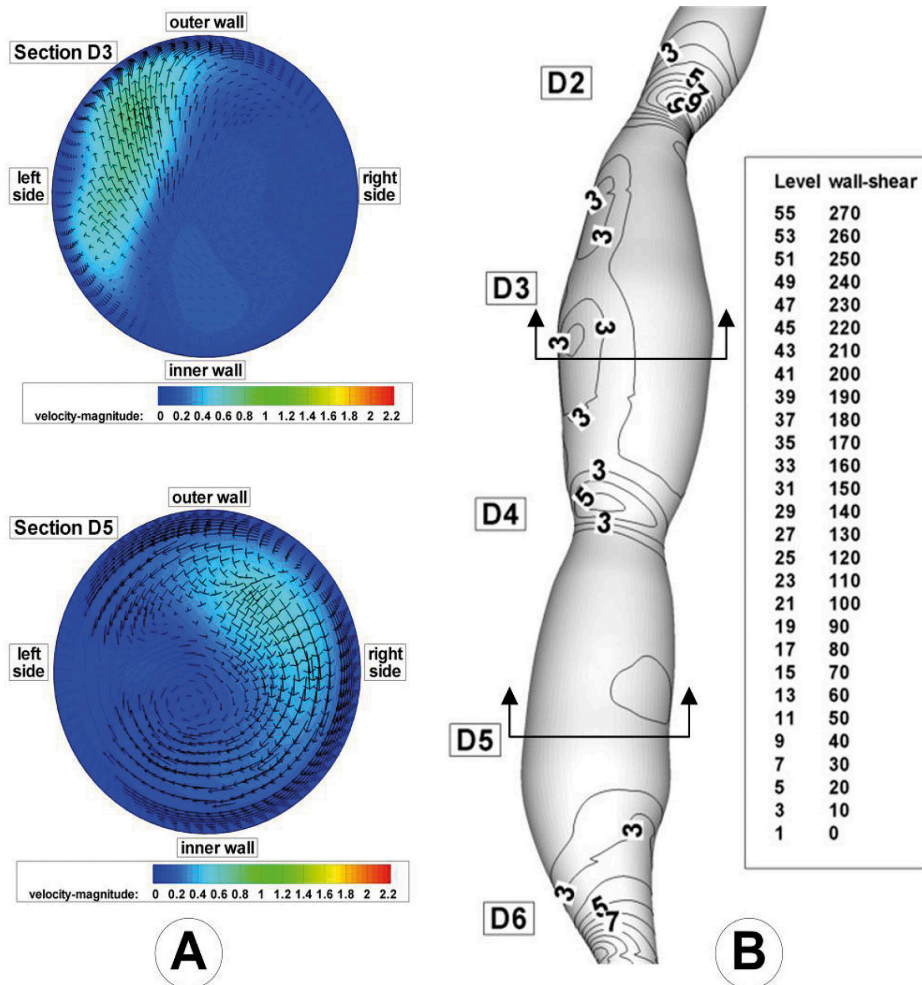 outer wall
Section D3
left
side
right
side
inner wall
velocity-magnitude: 0 0.2 0.4 0.6 0.8 1 1.2 1.4 1.6 1.8 2 2.2
outer wall
Section D5
left
side
right
side
inner wall
velocity-magnitude: 0 0.2 0.4 0.6 0.8 1 1.2 1.4 1.6 1.8 2 2.2
A
D2
3
5
7
9
5
3
3
D3
3
3
3
3
5
D4
3
D5
3
3
5
7
D6
B
Level wall-shear
55 270
53 260
51 250
49 240
47 230
45 220
43 210
41 200
39 190
37 180
35 170
33 160
31 150
29 140
27 130
25 120
23 110
21 100
19 90
17 80
15 70
13 60
11 50
9 40
7 30
5 20
3 10
1 0